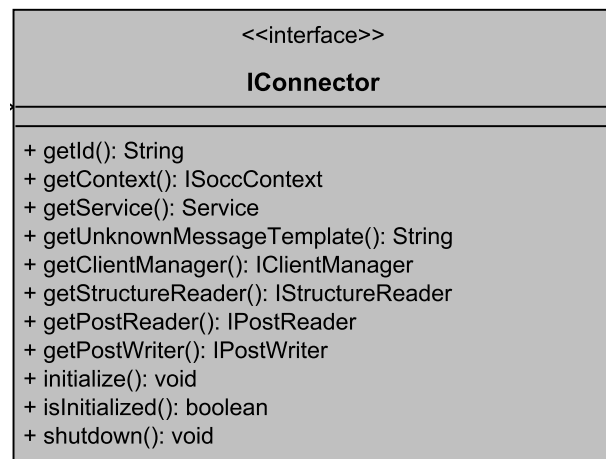 <<interface>>
IConnector
+ getId(): String
+ getContext(): ISoccContext
+ getService(): Service
+ getUnknownMessageTemplate(): String
+ getClientManager(): IClientManager
+ getStructureReader(): IStructureReader
+ getPostReader(): IPostReader
+ getPostWriter(): IPostWriter
+ initialize(): void
+ isInitialized(): boolean
+ shutdown(): void